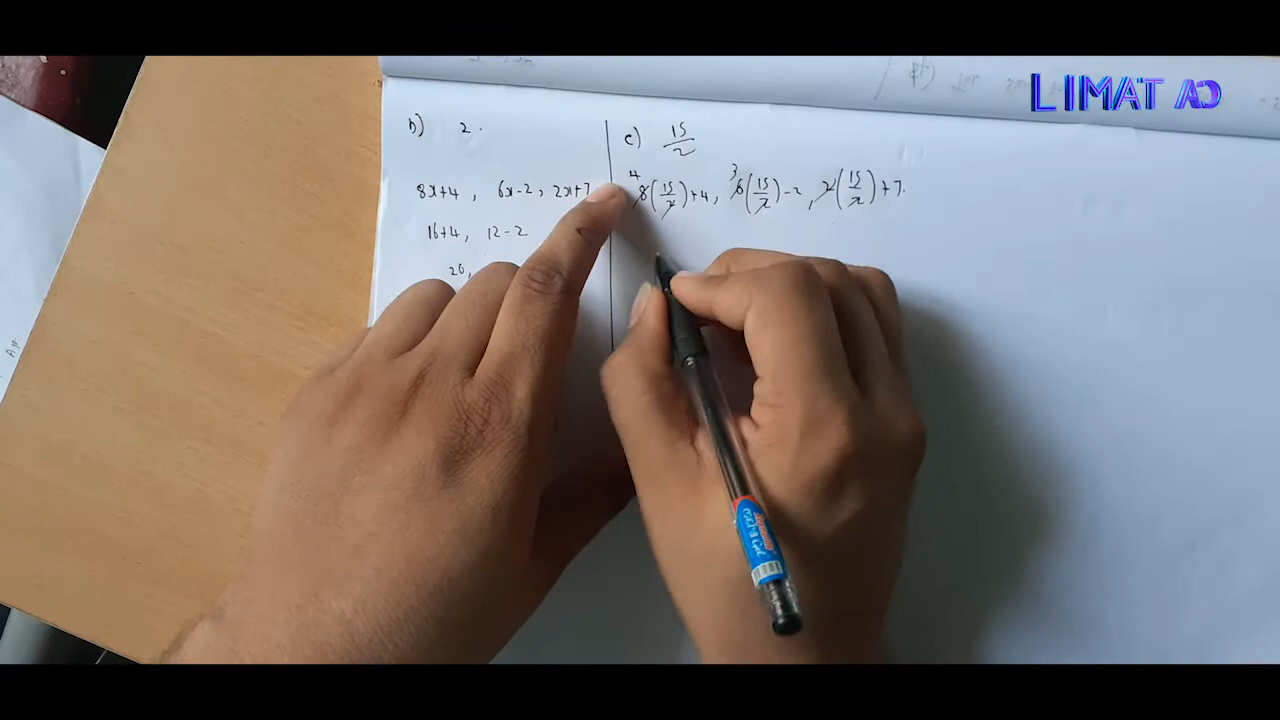 LIMAT AD
b) 2.
8x+4, 6x-2, 2x+7
16+4, 12-2
20,
c) 15/2
4 8(15/2)+4, 3 6(15/2)-2, 2(15/2)+7.